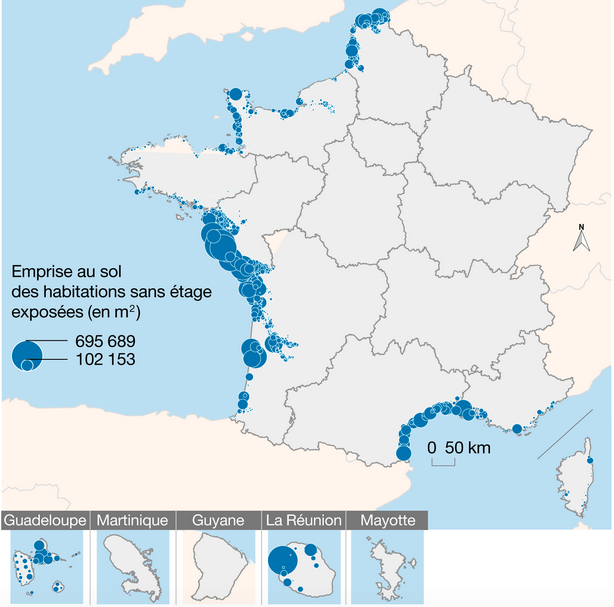 N
Emprise au sol
des habitations sans étage
exposées (en m²)
695 689
102 153
0 50 km
Guadeloupe
Martinique
Guyane
La Réunion
Mayotte